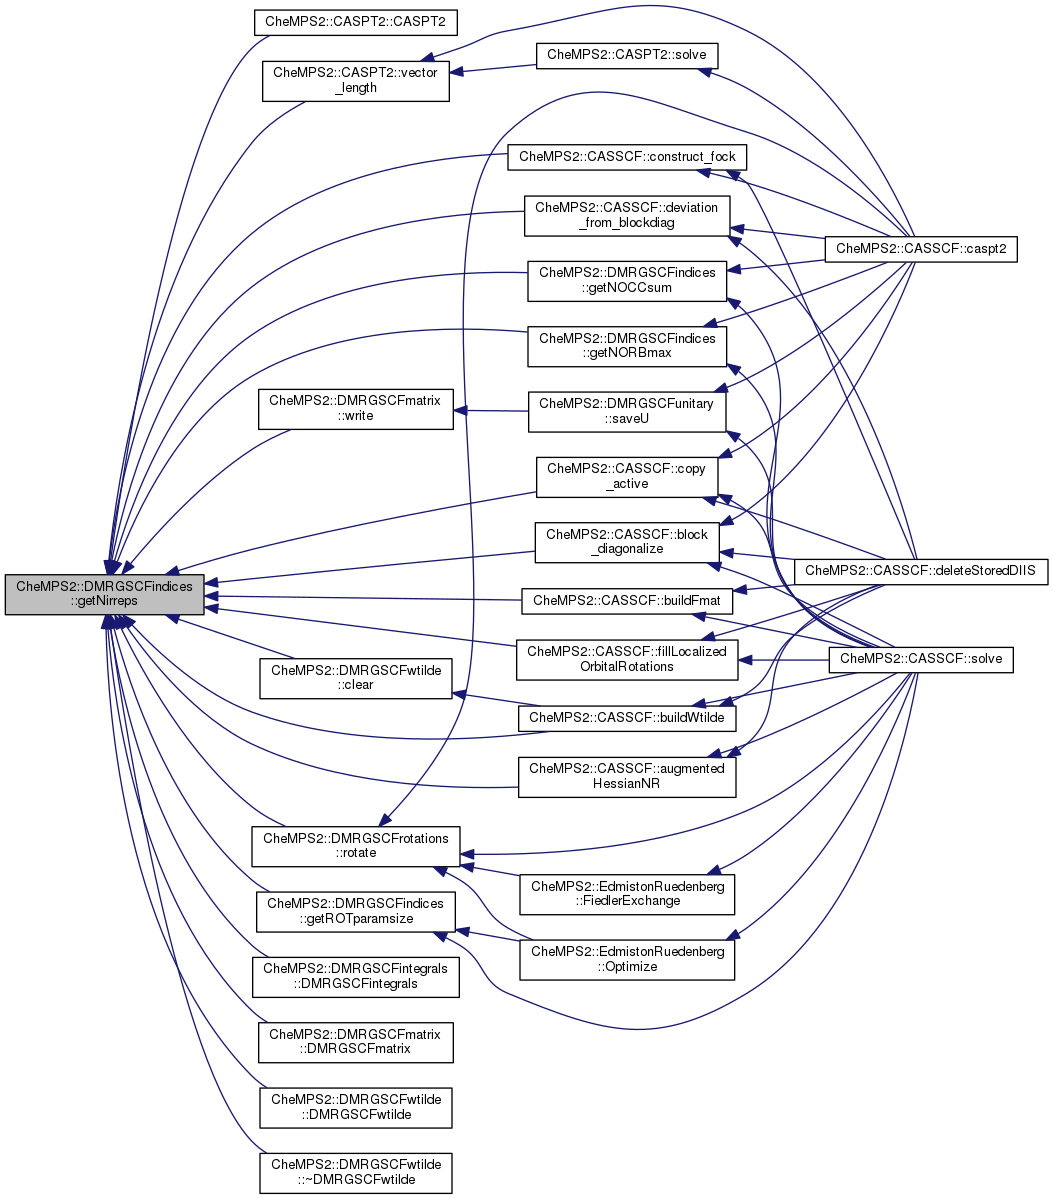 CheMPS2::CASPT2::CASPT2
CheMPS2::CASPT2::vector
_length
CheMPS2::CASPT2::solve
CheMPS2::CASSCF::construct_fock
CheMPS2::CASSCF::deviation
_from_blockdiag
CheMPS2::CASSCF::caspt2
CheMPS2::DMRGSCFindices
::getNOCCsum
CheMPS2::DMRGSCFindices
::getNORBmax
CheMPS2::DMRGSCFmatrix
::write
CheMPS2::DMRGSCFunitary
::saveU
CheMPS2::CASSCF::copy
_active
CheMPS2::CASSCF::block
_diagonalize
CheMPS2::CASSCF::deleteStoredDIIS
CheMPS2::DMRGSCFindices
::getNirreps
CheMPS2::CASSCF::buildFmat
CheMPS2::CASSCF::fillLocalized
OrbitalRotations
CheMPS2::CASSCF::solve
CheMPS2::DMRGSCFwtilde
::clear
CheMPS2::CASSCF::buildWtilde
CheMPS2::CASSCF::augmented
HessianNR
CheMPS2::DMRGSCFrotations
::rotate
CheMPS2::EdmistonRuedenberg
::FiedlerExchange
CheMPS2::DMRGSCFindices
::getROTparamsize
CheMPS2::EdmistonRuedenberg
::Optimize
CheMPS2::DMRGSCFintegrals
::DMRGSCFintegrals
CheMPS2::DMRGSCFmatrix
::DMRGSCFmatrix
CheMPS2::DMRGSCFwtilde
::DMRGSCFwtilde
CheMPS2::DMRGSCFwtilde
::~DMRGSCFwtilde